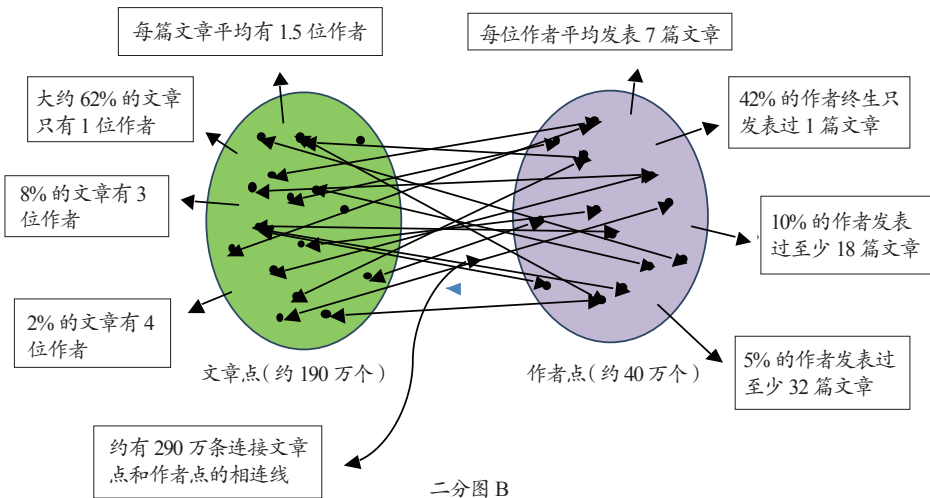 每篇文章平均有 1.5 位作者
每位作者平均发表 7 篇文章
大约 62% 的文章
只有 1 位作者
42% 的作者终生只
发表过 1 篇文章
8% 的文章有 3
位作者
10% 的作者发表
过至少 18 篇文章
2% 的文章有 4
位作者
5% 的作者发表过
至少 32 篇文章
文章点（约 190 万个）
作者点（约 40 万个）
约有 290 万条连接文章
点和作者点的相连线
二分图 B